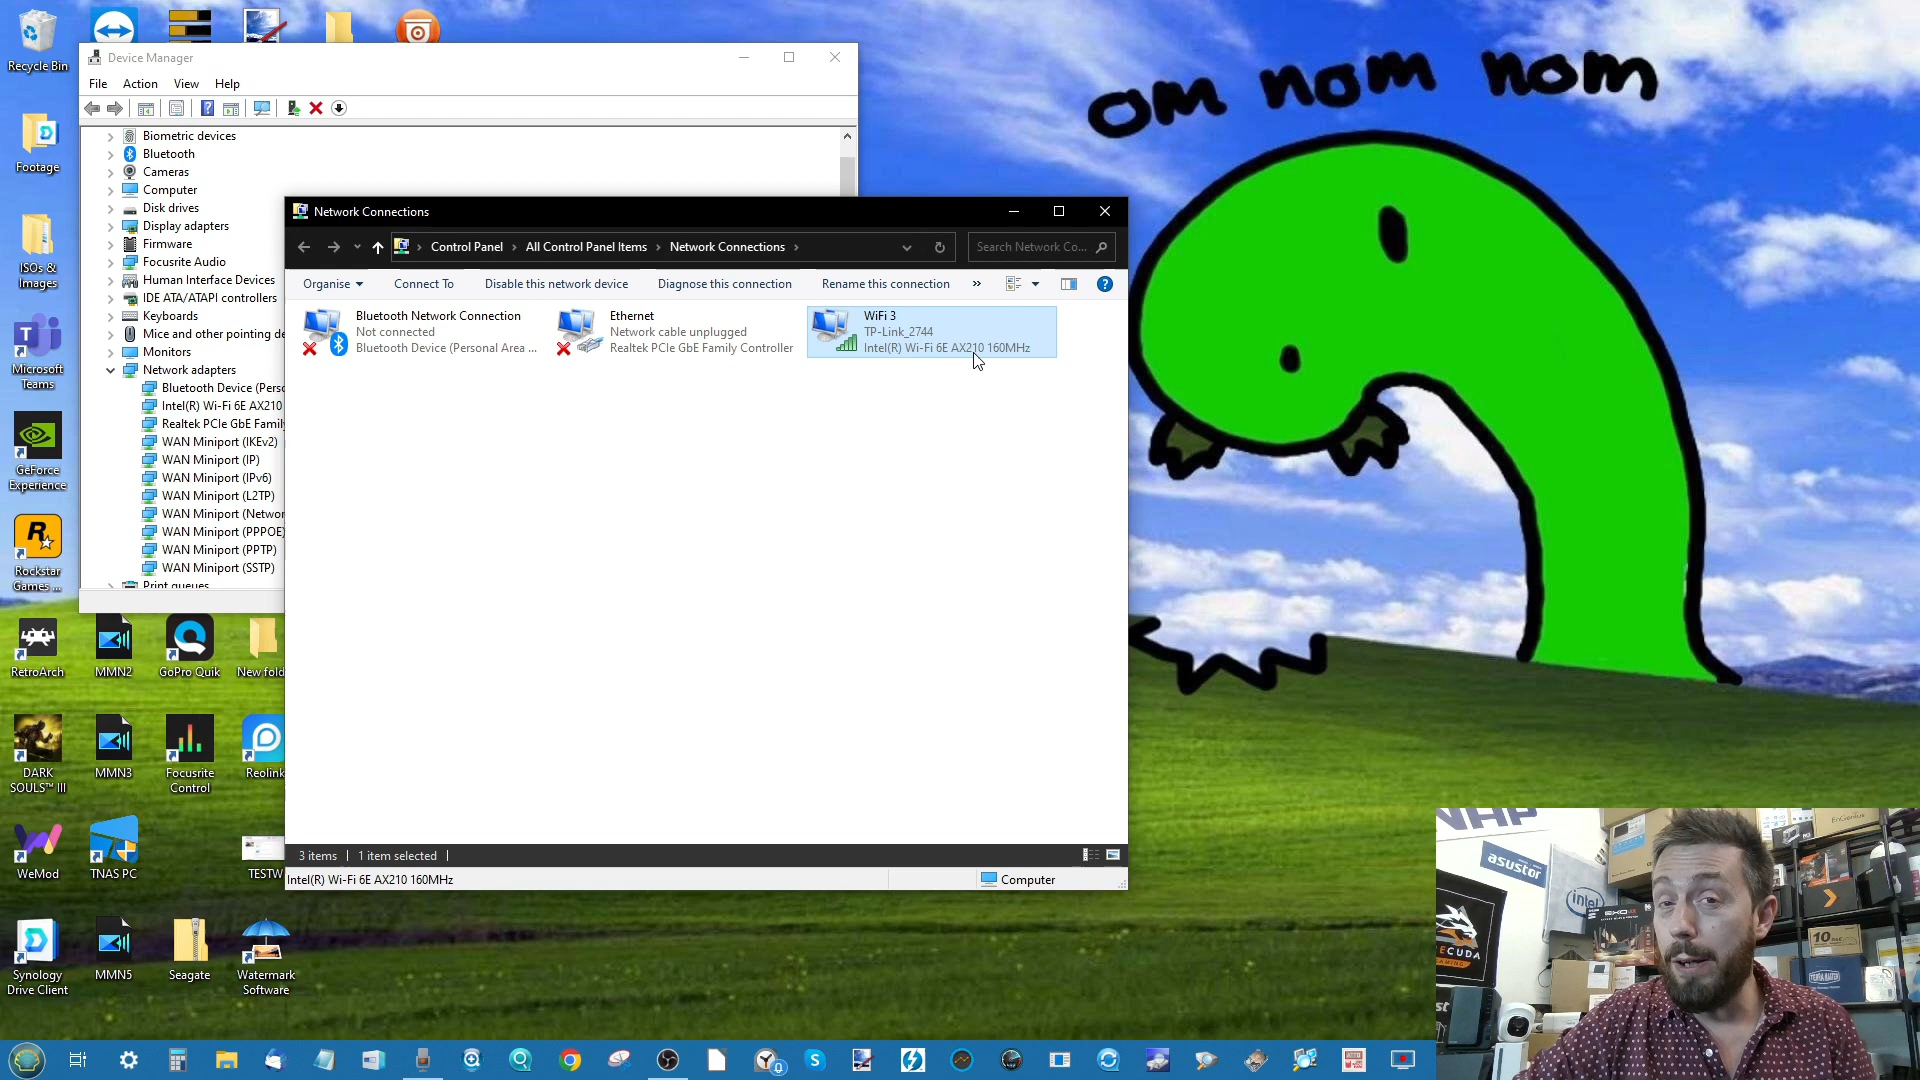 Recycle Bin
Footage
ISOs &
Images
Microsoft
Teams
GeForce
Experience
Rockstar
Games ...
RetroArch
MMN2
GoPro Quik
New fold
DARK
SOULS™ III
MMN3
Focusrite
Control
Reolink
WeMod
TNAS PC
TESTW
Synology
Drive Client
MMN5
Seagate
Watermark
Software
Device Manager
File Action View Help
Biometric devices
Bluetooth
Cameras
Computer
Disk drives
Display adapters
Firmware
Focusrite Audio
Human Interface Devices
IDE ATA/ATAPI controllers
Keyboards
Mice and other pointing de
Monitors
Network adapters
Bluetooth Device (Perso
Intel(R) Wi-Fi 6E AX210
Realtek PCIe GbE Family
WAN Miniport (IKEv2)
WAN Miniport (IP)
WAN Miniport (IPv6)
WAN Miniport (L2TP)
WAN Miniport (Networ
WAN Miniport (PPPOE)
WAN Miniport (PPTP)
WAN Miniport (SSTP)
Print queues
Network Connections
Control Panel > All Control Panel Items > Network Connections >
Search Network Co...
Organise Connect To Disable this network device Diagnose this connection Rename this connection »
Bluetooth Network Connection
Not connected
Bluetooth Device (Personal Area ...
Ethernet
Network cable unplugged
Realtek PCIe GbE Family Controller
WiFi 3
TP-Link_2744
Intel(R) Wi-Fi 6E AX210 160MHz
3 items 1 item selected
Intel(R) Wi-Fi 6E AX210 160MHz
Computer
om nom nom
asustor
intel
EnGenius
ECUDA
GAMING